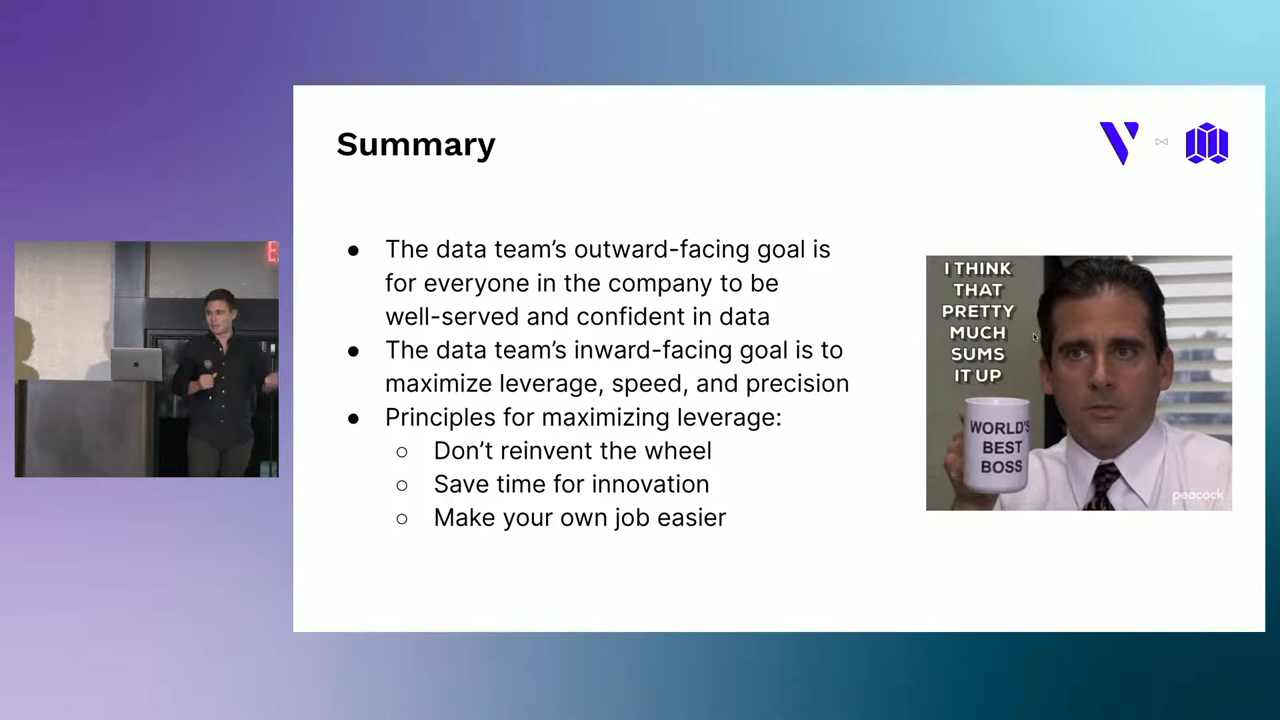 Summary
● The data team’s outward-facing goal is
for everyone in the company to be
well-served and confident in data
● The data team’s inward-facing goal is to
maximize leverage, speed, and precision
● Principles for maximizing leverage:
○ Don’t reinvent the wheel
○ Save time for innovation
○ Make your own job easier
I THINK
THAT
PRETTY
MUCH
SUMS
IT UP
WORLD'S
BEST
BOSS
peacock